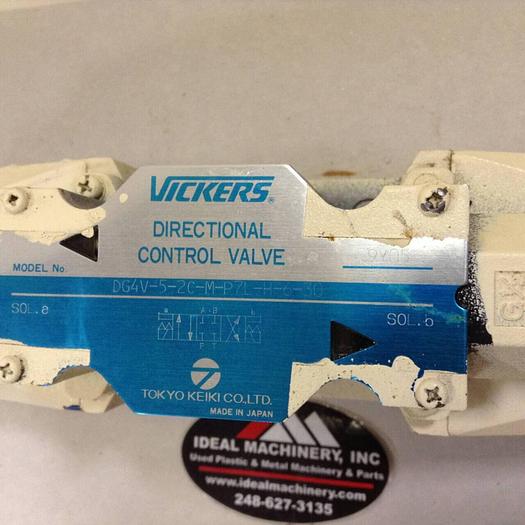 VICKERS®
DIRECTIONAL
CONTROL VALVE
MODEL No.
DG4V-5-2C-M-P7L-H-6-30
SOL.a
SOL.b
a A B b
P T
TOKYO KEIKI CO., LTD.
MADE IN JAPAN
IDEAL MACHINERY, INC
Used Plastic & Metal Machinery & Parts
www.idealmachinery.com
248-627-3135